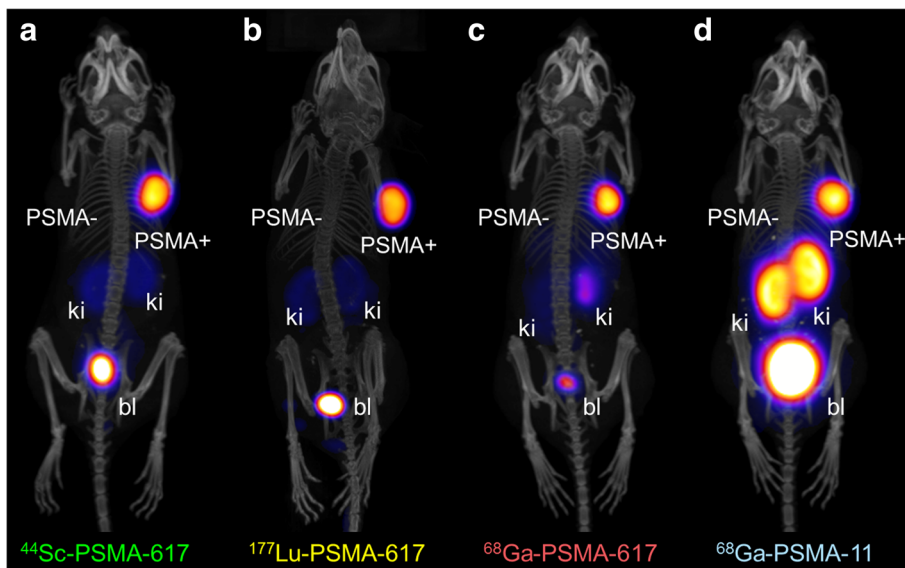 a b c d
PSMA- PSMA- PSMA- PSMA-
PSMA+ PSMA+ PSMA+ PSMA+
ki ki ki ki ki ki ki ki
bl bl bl bl
⁴⁴Sc-PSMA-617 ¹⁷⁷Lu-PSMA-617 ⁶⁸Ga-PSMA-617 ⁶⁸Ga-PSMA-11